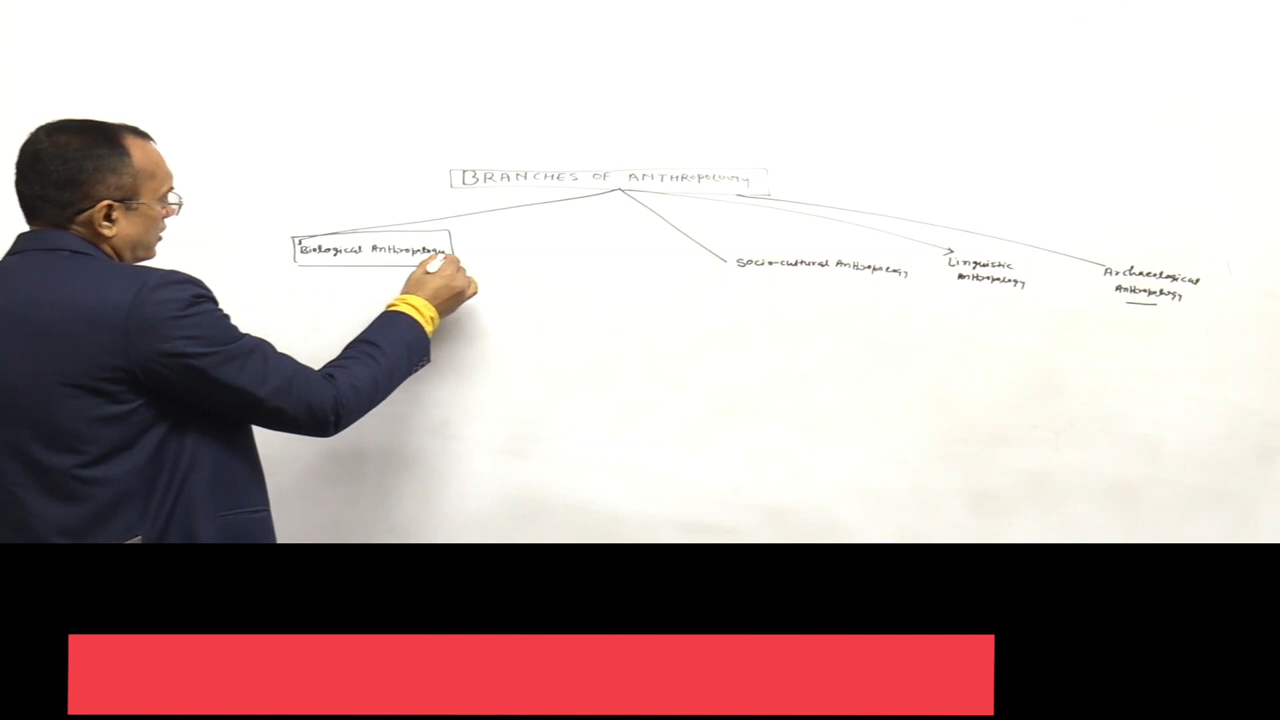 BRANCHES OF ANTHROPOLOGY
Biological Anthropology
Socio-cultural Anthropology
Linguistic
Anthropology
Archaeological
Anthropology